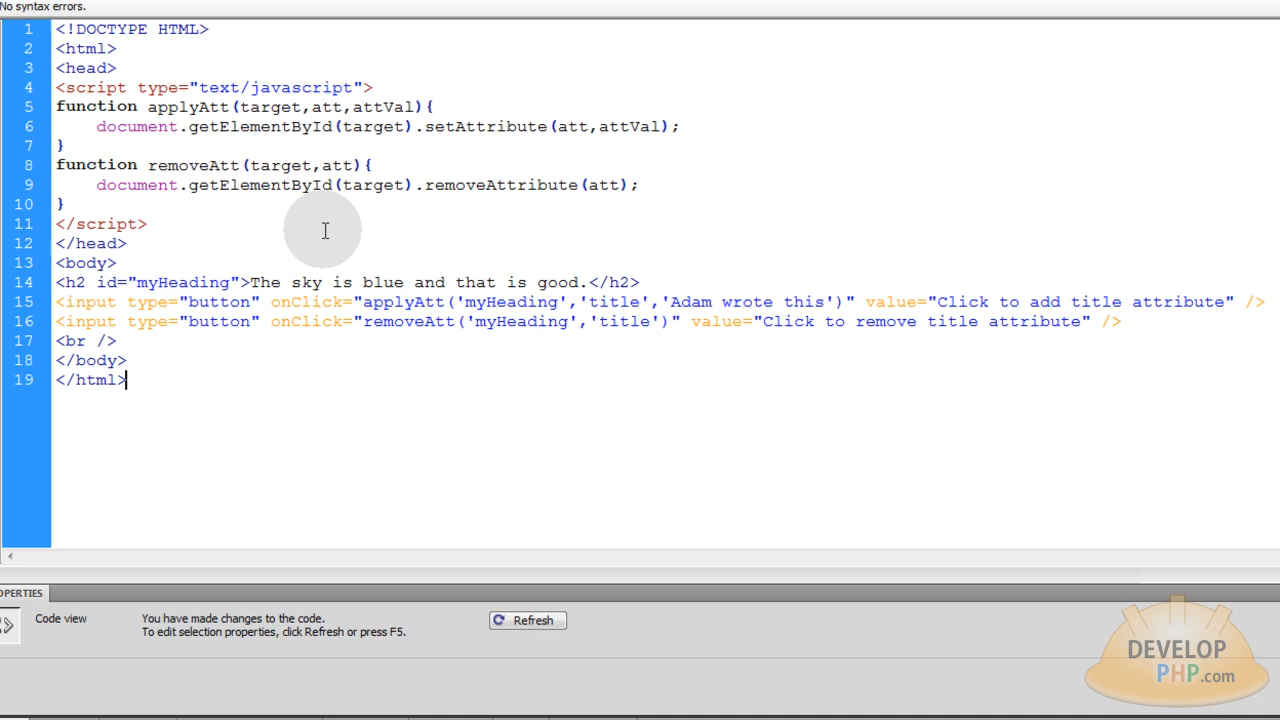 No syntax errors.
1 <!DOCTYPE HTML>
2 <html>
3 <head>
4 <script type="text/javascript">
5 function applyAtt(target,att,attVal){
6 document.getElementById(target).setAttribute(att,attVal);
7 }
8 function removeAtt(target,att){
9 document.getElementById(target).removeAttribute(att);
10 }
11 </script>
12 </head>
13 <body>
14 <h2 id="myHeading">The sky is blue and that is good.</h2>
15 <input type="button" onClick="applyAtt('myHeading','title','Adam wrote this')" value="Click to add title attribute" />
16 <input type="button" onClick="removeAtt('myHeading','title')" value="Click to remove title attribute" />
17 <br />
18 </body>
19 </html>
OPERTIES
Code view
You have made changes to the code.
To edit selection properties, click Refresh or press F5.
Refresh
DEVELOP
PHP.com